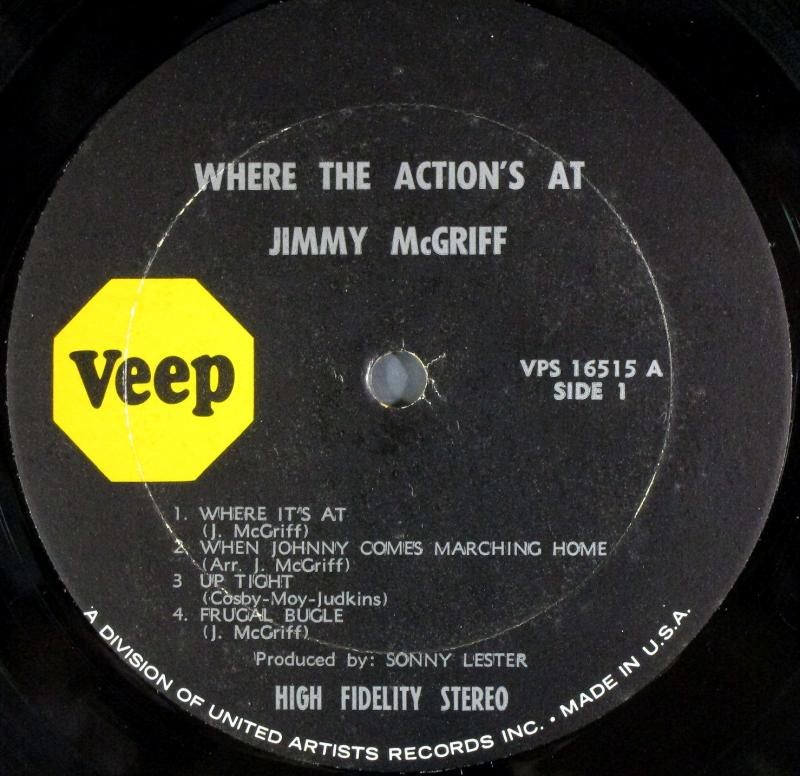 WHERE THE ACTION'S AT
JIMMY McGRIFF
Veep
VPS 16515 A
SIDE 1
1. WHERE IT'S AT
(J. McGriff)
2. WHEN JOHNNY COMES MARCHING HOME
(Arr. J. McGriff)
3 UP TIGHT
(Cosby-Moy-Judkins)
4. FRUGAL BUGLE
(J. McGriff)
Produced by: SONNY LESTER
HIGH FIDELITY STEREO
A DIVISION OF UNITED ARTISTS RECORDS INC. • MADE IN U.S.A.